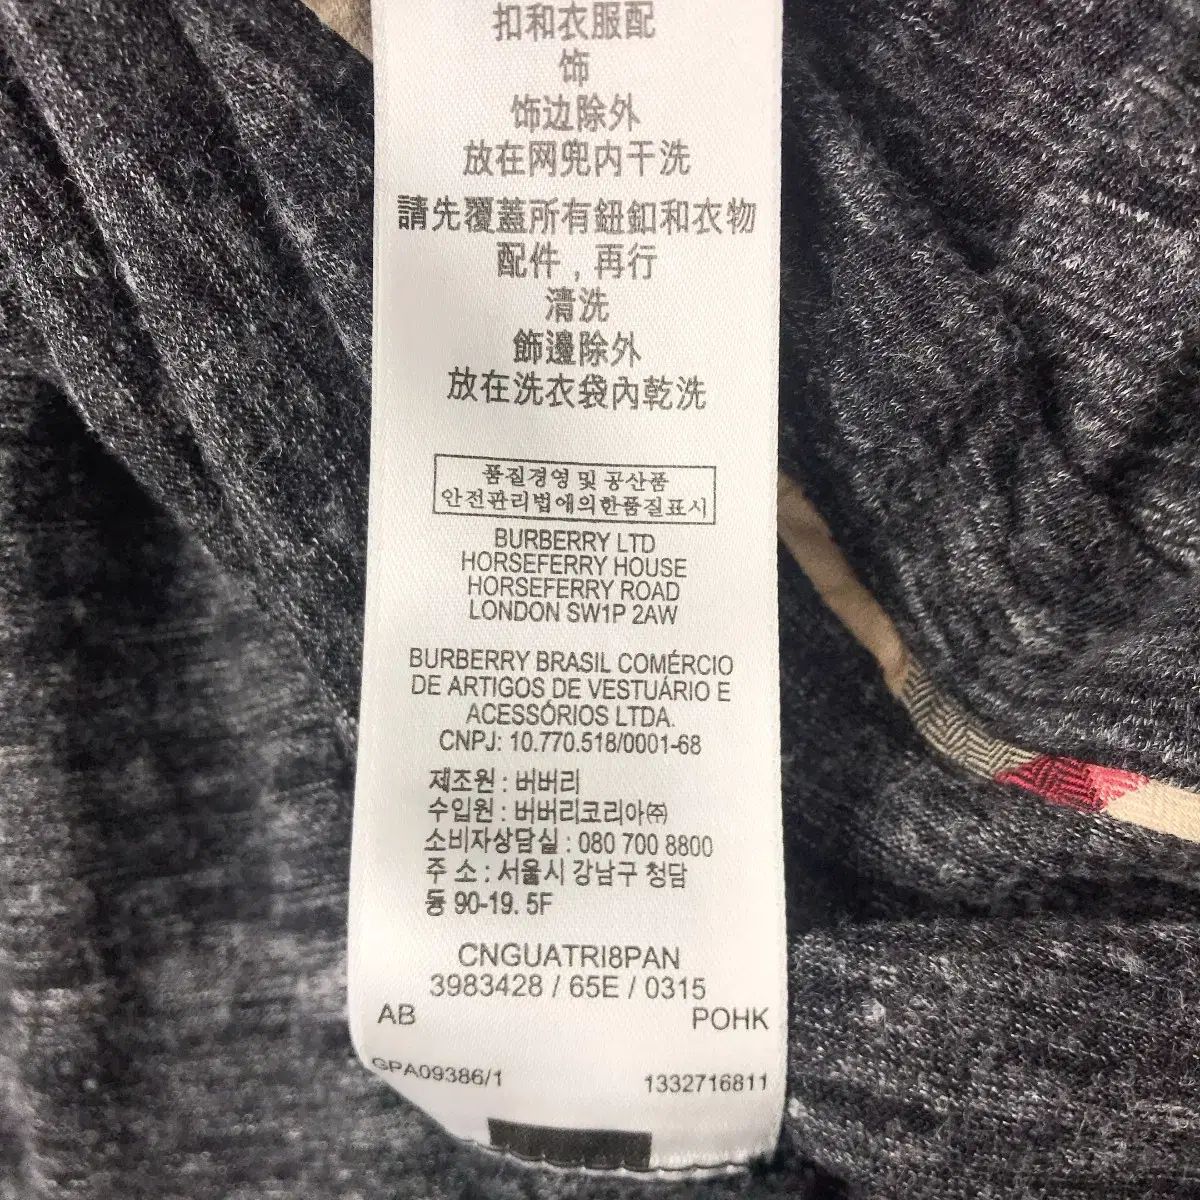 扣和衣服配
饰
饰边除外
放在网兜内干洗
請先覆蓋所有鈕釦和衣物
配件，再行
清洗
飾邊除外
放在洗衣袋內乾洗
품질경영 및 공산품
안전관리법에의한품질표시
BURBERRY LTD
HORSEFERRY HOUSE
HORSEFERRY ROAD
LONDON SW1P 2AW
BURBERRY BRASIL COMÉRCIO
DE ARTIGOS DE VESTUÁRIO E
ACESSÓRIOS LTDA.
CNPJ: 10.770.518/0001-68
제조원 : 버버리
수입원 : 버버리코리아㈜
소비자상담실 : 080 700 8800
주 소 : 서울시 강남구 청담
동 90-19. 5F
CNGUATRI8PAN
3983428 / 65E / 0315
AB POHK
GPA09386/1 1332716811